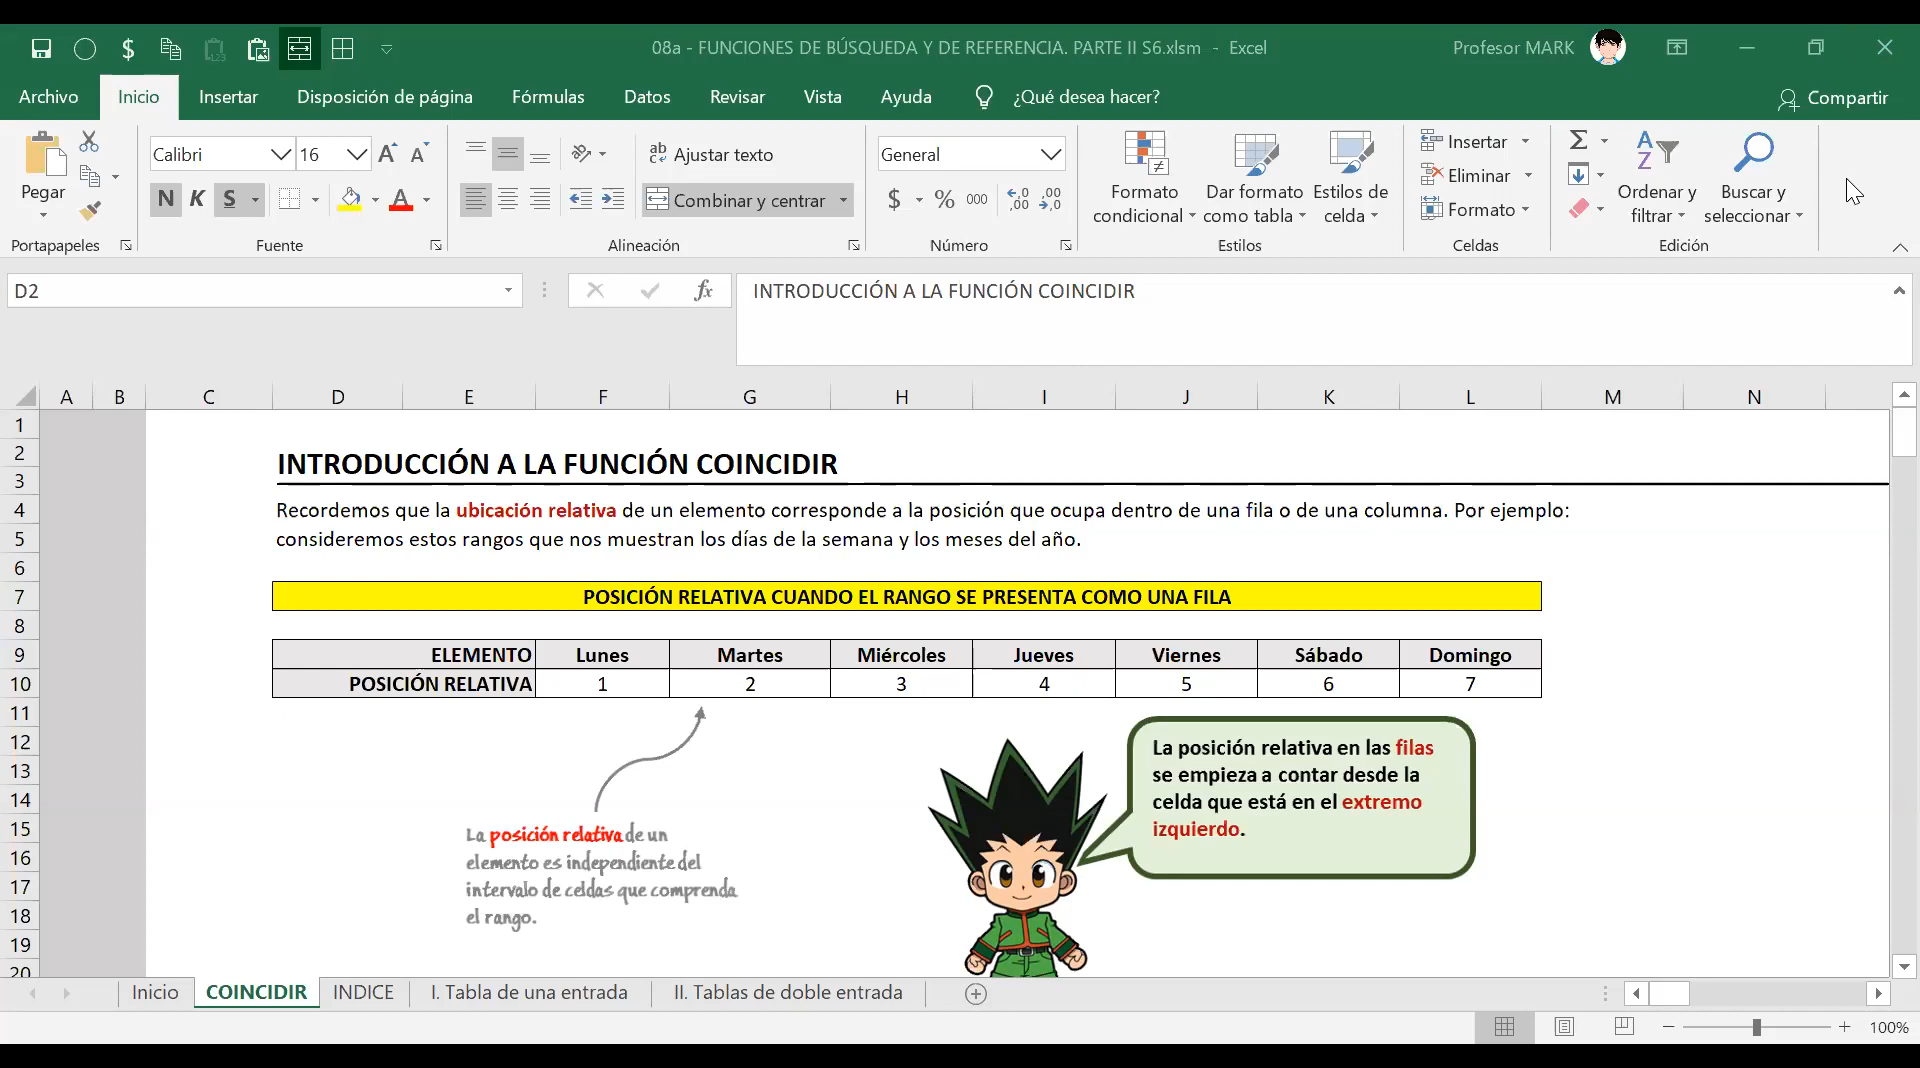 08a - FUNCIONES DE BÚSQUEDA Y DE REFERENCIA. PARTE II S6.xlsm - Excel
Profesor MARK
Archivo Inicio Insertar Disposición de página Fórmulas Datos Revisar Vista Ayuda ¿Qué desea hacer? Compartir
Pegar
Portapapeles
Calibri 16
N K S
Fuente
Ajustar texto
Combinar y centrar
Alineación
General
$ % 000
Número
Formato condicional
Dar formato como tabla
Estilos de celda
Estilos
Insertar
Eliminar
Formato
Celdas
Ordenar y filtrar
Buscar y seleccionar
Edición
D2
fx
INTRODUCCIÓN A LA FUNCIÓN COINCIDIR
A B C D E F G H I J K L M N
1
2
3
4
5
6
7
8
9
10
11
12
13
14
15
16
17
18
19
20
INTRODUCCIÓN A LA FUNCIÓN COINCIDIR
Recordemos que la ubicación relativa de un elemento corresponde a la posición que ocupa dentro de una fila o de una columna. Por ejemplo:
consideremos estos rangos que nos muestran los días de la semana y los meses del año.
POSICIÓN RELATIVA CUANDO EL RANGO SE PRESENTA COMO UNA FILA
ELEMENTO Lunes Martes Miércoles Jueves Viernes Sábado Domingo
POSICIÓN RELATIVA 1 2 3 4 5 6 7
La posición relativa en las filas
se empieza a contar desde la
celda que está en el extremo
izquierdo.
La posición relativa de un
elemento es independiente del
intervalo de celdas que comprenda
el rango.
Inicio COINCIDIR INDICE I. Tabla de una entrada II. Tablas de doble entrada
100%